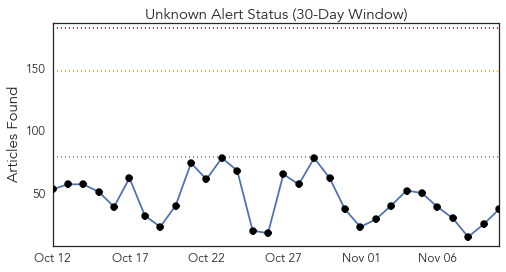 Unknown Alert Status (30-Day Window)
Articles Found
150
100
50
Oct 12 Oct 17 Oct 22 Oct 27 Nov 01 Nov 06